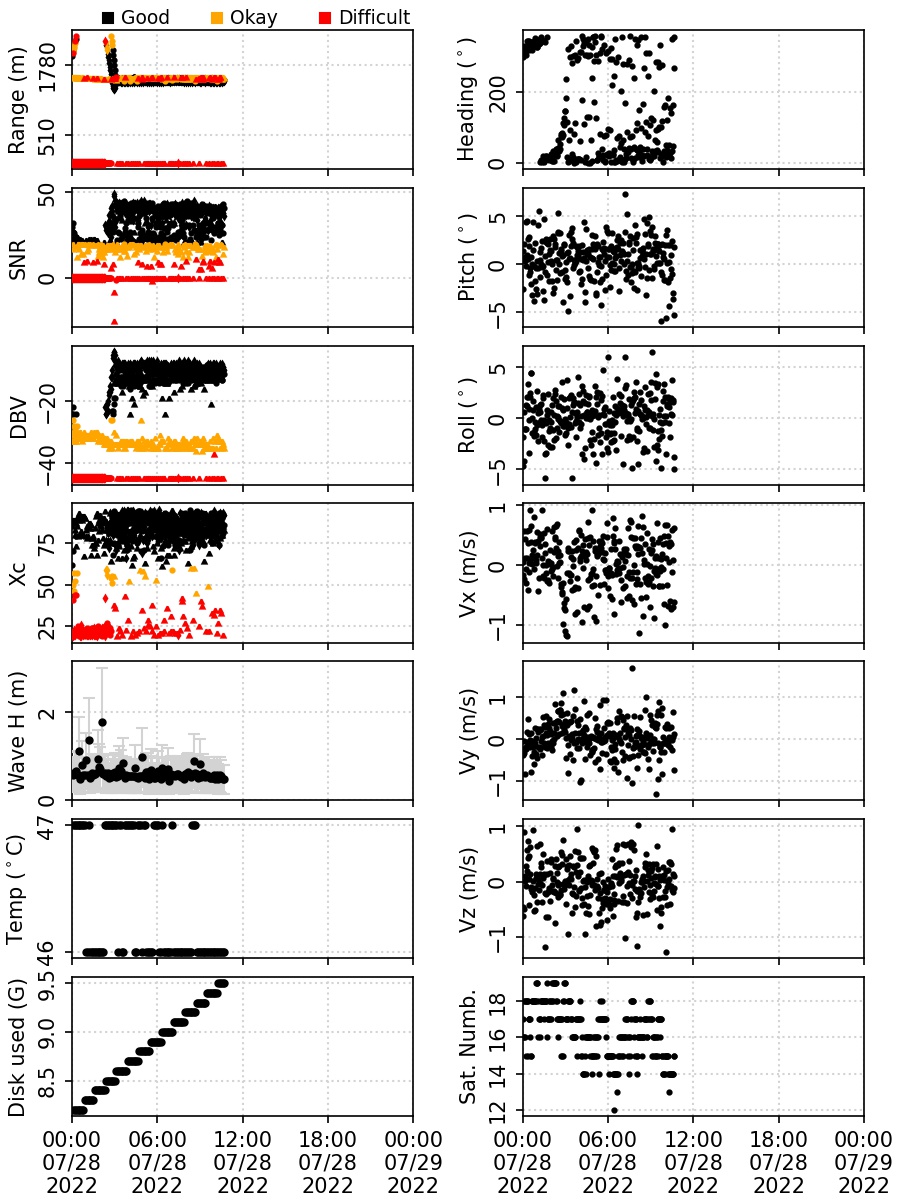 Good Okay Difficult
Range (m)
1780
510
Heading (°)
200
0
SNR
50
0
Pitch (°)
5
0
−5
DBV
−20
−40
Roll (°)
5
0
−5
Xc
75
50
25
Vx (m/s)
1
0
−1
Wave H (m)
2
0
Vy (m/s)
1
0
−1
Temp (°C)
47
46
Vz (m/s)
1
0
−1
Disk used (G)
9.5
9.0
8.5
Sat. Numb.
18
16
14
12
00:00 06:00 12:00 18:00 00:00 00:00 06:00 12:00 18:00 00:00
07/28 07/28 07/28 07/28 07/29 07/28 07/28 07/28 07/28 07/29
2022 2022 2022 2022 2022 2022 2022 2022 2022 2022